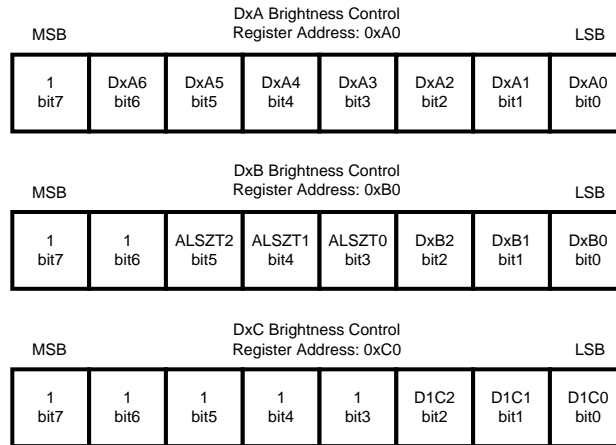 DxA Brightness Control
MSB Register Address: 0xA0 LSB
1 DxA6 DxA5 DxA4 DxA3 DxA2 DxA1 DxA0
bit7 bit6 bit5 bit4 bit3 bit2 bit1 bit0
DxB Brightness Control
MSB Register Address: 0xB0 LSB
1 1 ALSZT2 ALSZT1 ALSZT0 DxB2 DxB1 DxB0
bit7 bit6 bit5 bit4 bit3 bit2 bit1 bit0
DxC Brightness Control
MSB Register Address: 0xC0 LSB
1 1 1 1 1 D1C2 D1C1 D1C0
bit7 bit6 bit5 bit4 bit3 bit2 bit1 bit0